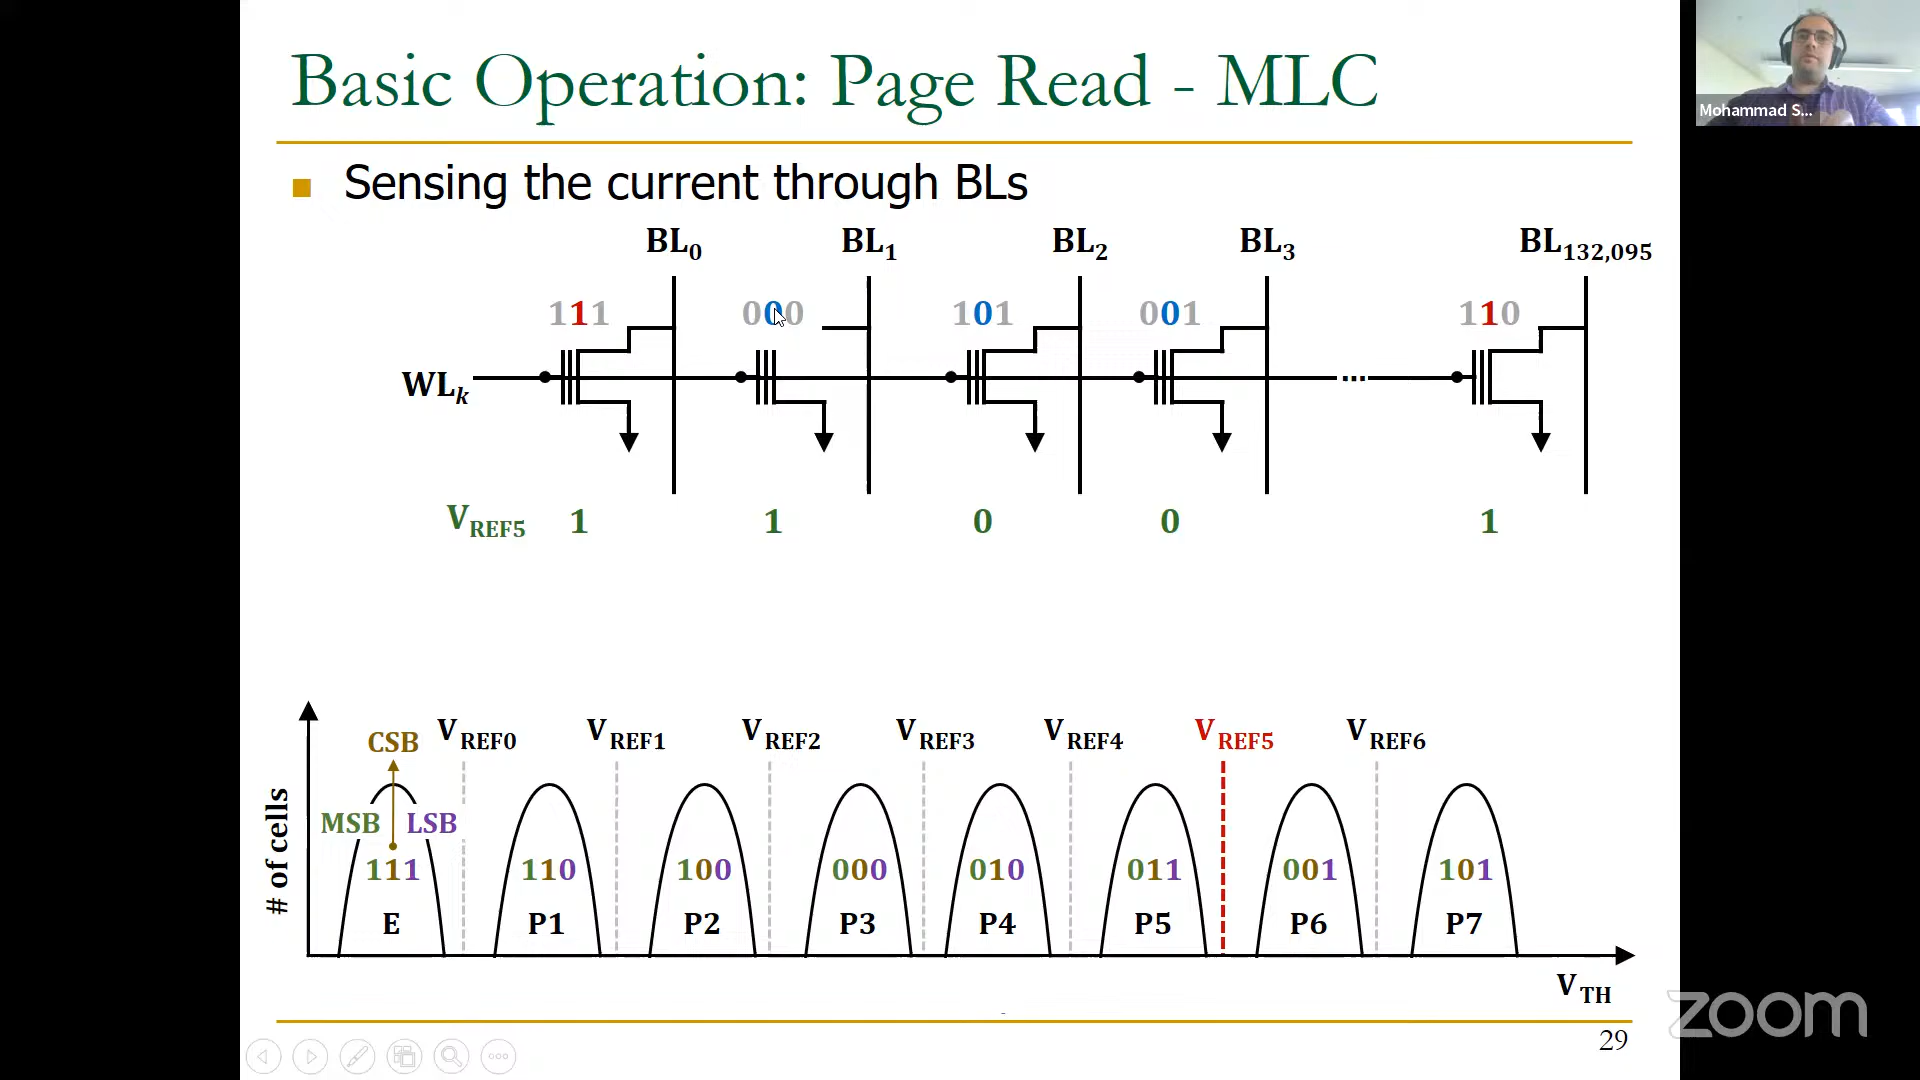 Basic Operation: Page Read - MLC
Mohammad S...
Sensing the current through BLs
BL0 BL1 BL2 BL3 BL132,095
111 000 101 001 110
WLk ...
VREF5 1 1 0 0 1
CSB VREF0 VREF1 VREF2 VREF3 VREF4 VREF5 VREF6
# of cells
MSB LSB
111 110 100 000 010 011 001 101
E P1 P2 P3 P4 P5 P6 P7
VTH
zoom
29